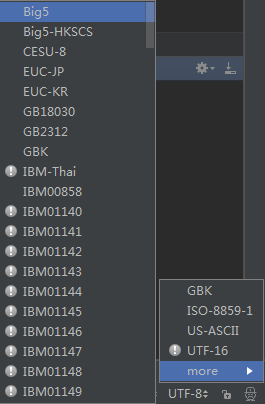 Big5
Big5-HKSCS
CESU-8
EUC-JP
EUC-KR
GB18030
GB2312
GBK
IBM-Thai
IBM00858
IBM01140
IBM01141
IBM01142
IBM01143
IBM01144
IBM01145
IBM01146
IBM01147
IBM01148
IBM01149
GBK
ISO-8859-1
US-ASCII
UTF-16
more
UTF-8